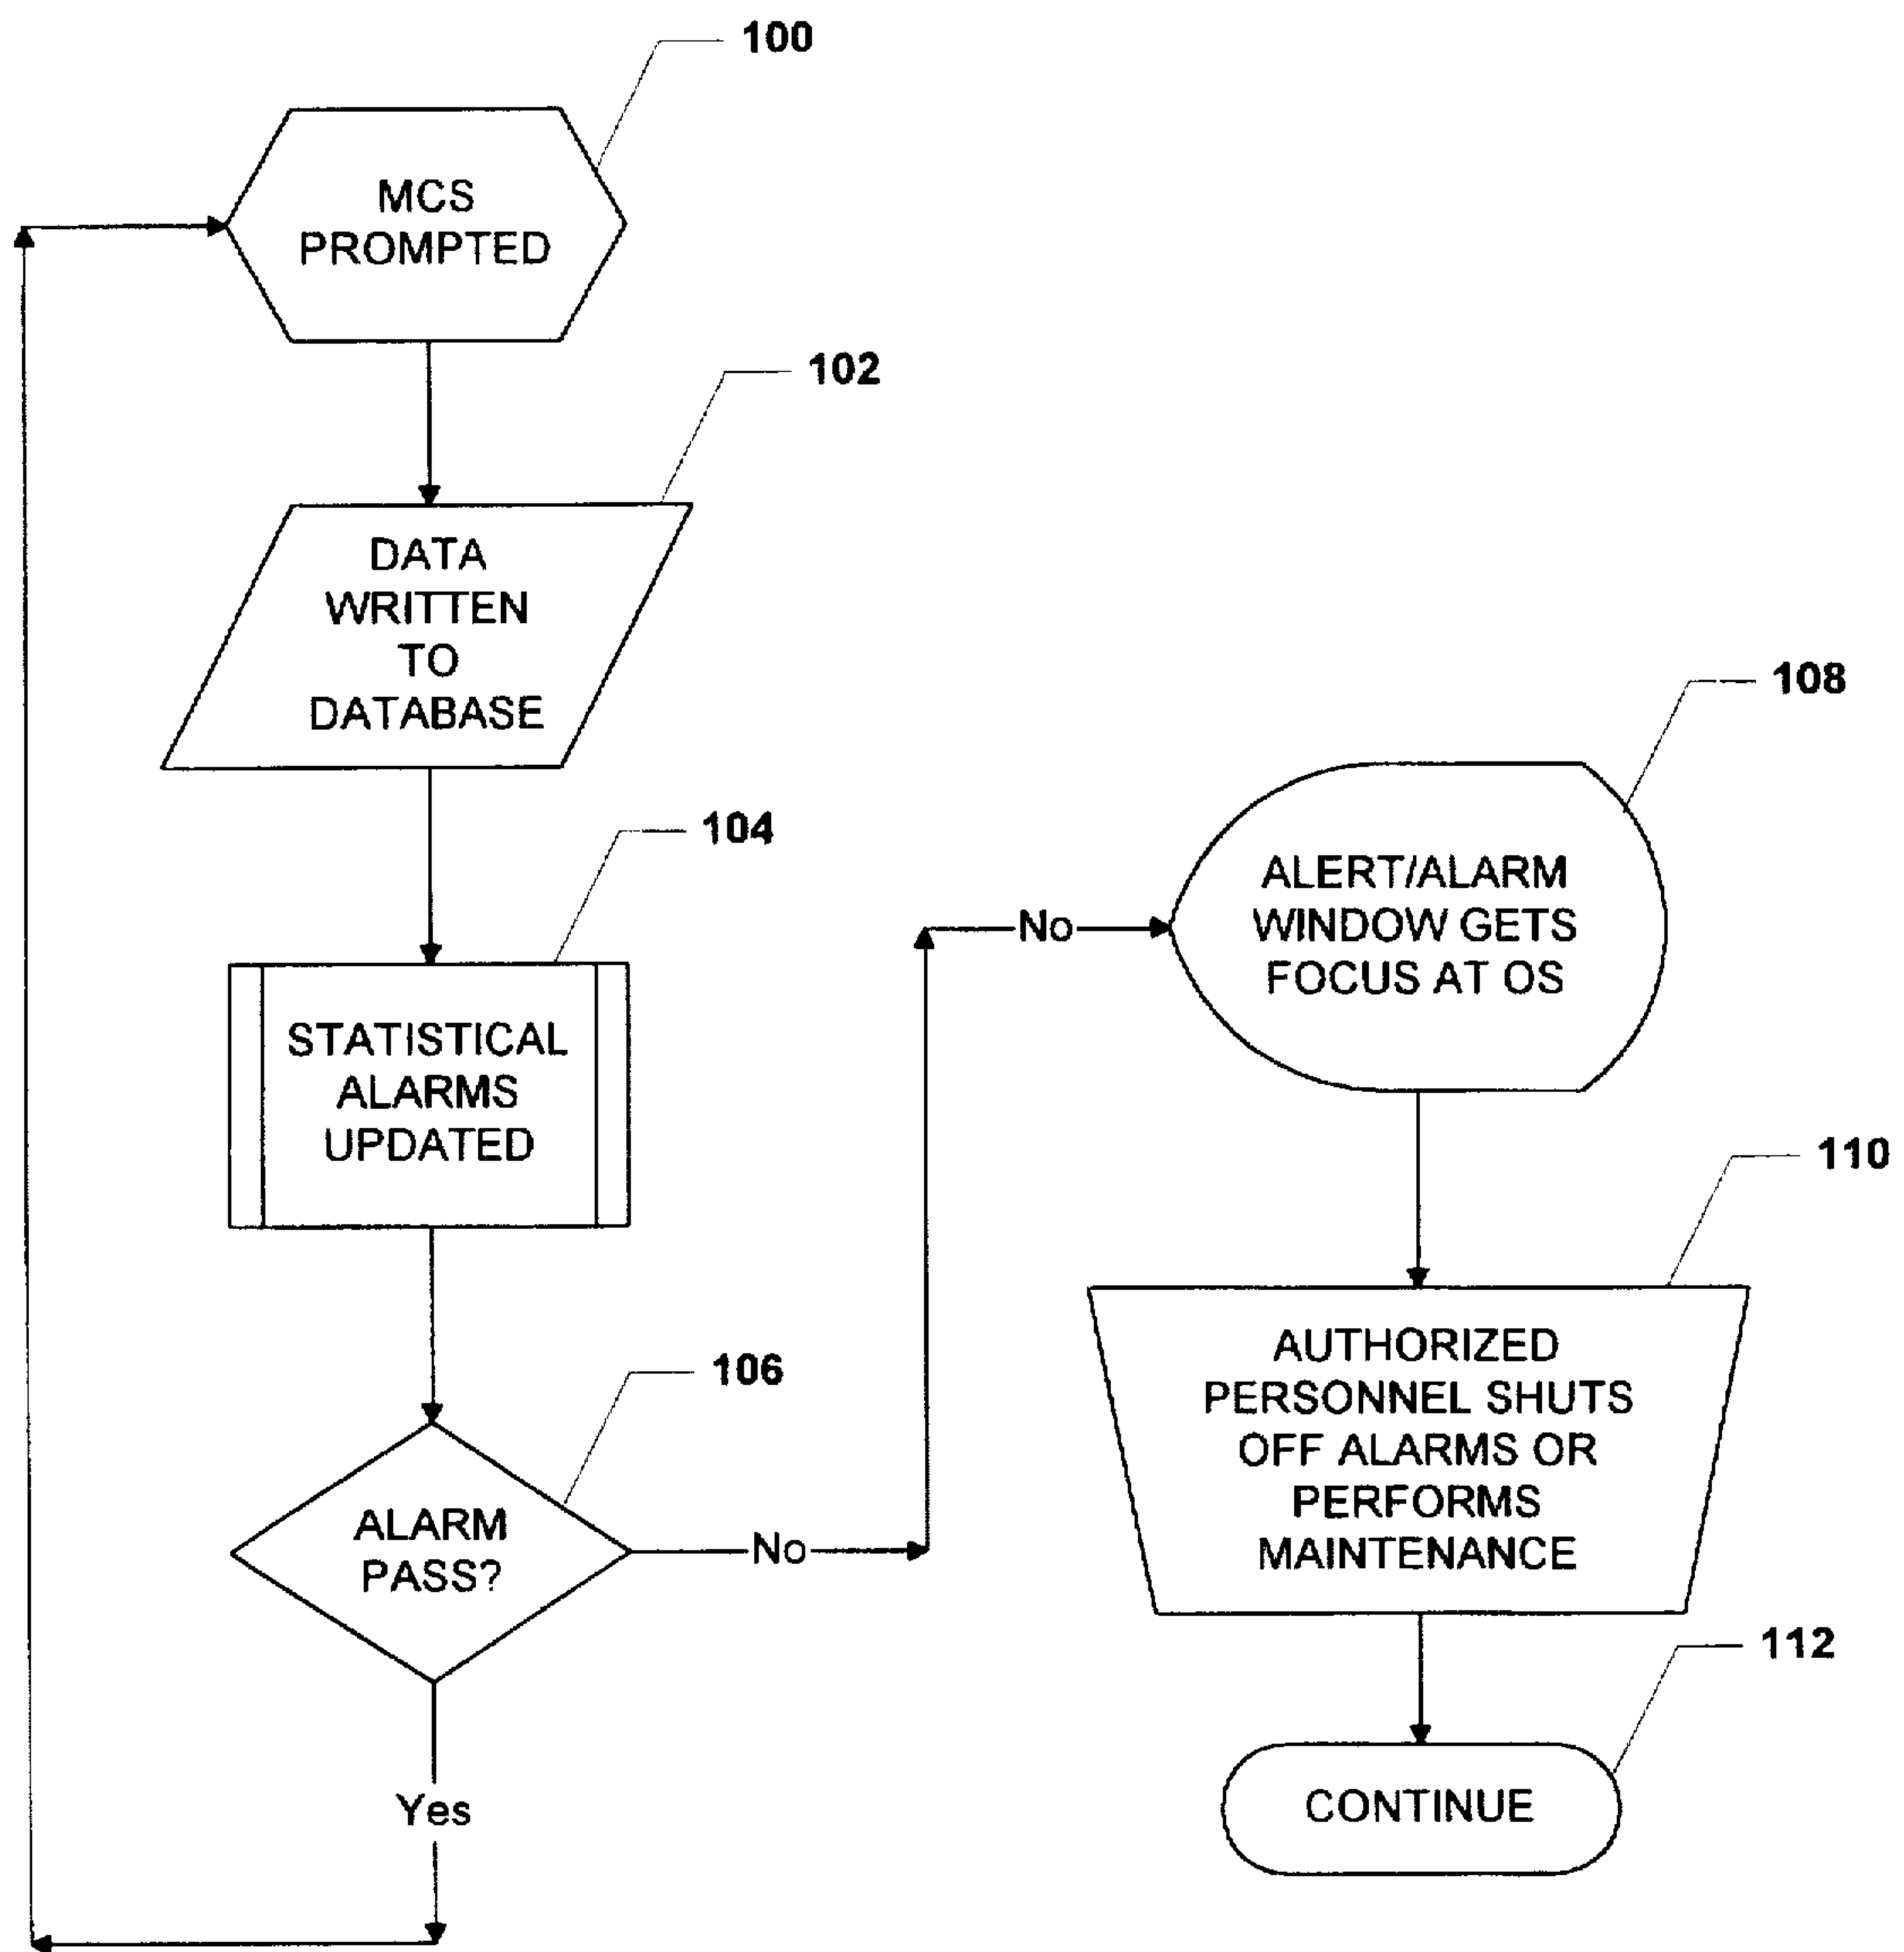 100
MCS
PROMPTED
102
DATA
WRITTEN
TO
DATABASE
104
STATISTICAL
ALARMS
UPDATED
106
ALARM
PASS?
No
Yes
No
108
ALERT/ALARM
WINDOW GETS
FOCUS AT OS
110
AUTHORIZED
PERSONNEL SHUTS
OFF ALARMS OR
PERFORMS
MAINTENANCE
112
CONTINUE